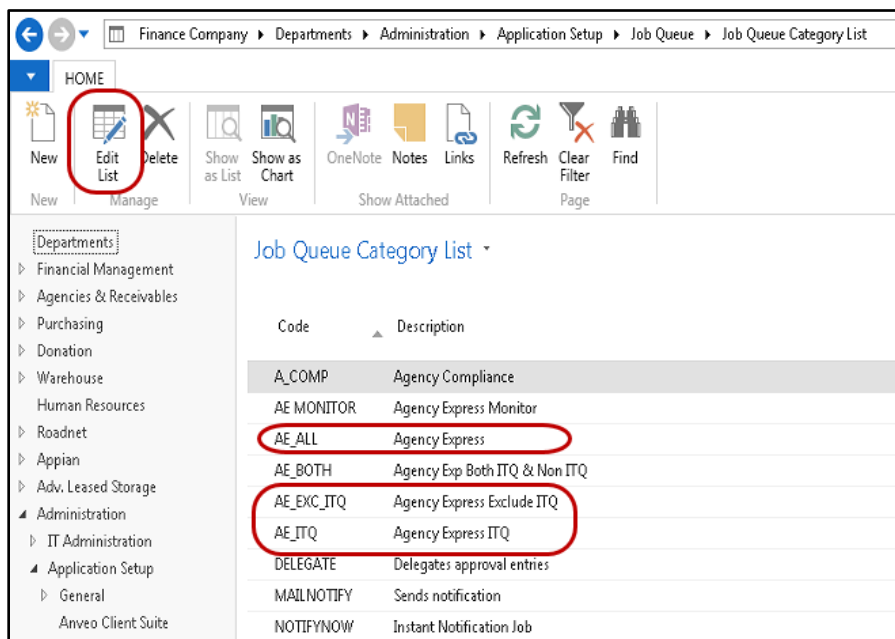 Finance Company ▸ Departments ▸ Administration ▸ Application Setup ▸ Job Queue ▸ Job Queue Category List
HOME
New
Edit List
Delete
Show as List
Show as Chart
OneNote
Notes
Links
Refresh
Clear Filter
Find
New
Manage
View
Show Attached
Page
Departments
Financial Management
Agencies & Receivables
Purchasing
Donation
Warehouse
Human Resources
Roadnet
Appian
Adv. Leased Storage
Administration
IT Administration
Application Setup
General
Anveo Client Suite
Job Queue Category List
Code Description
A_COMP Agency Compliance
AE MONITOR Agency Express Monitor
AE_ALL Agency Express
AE_BOTH Agency Exp Both ITQ & Non ITQ
AE_EXC_ITQ Agency Express Exclude ITQ
AE_ITQ Agency Express ITQ
DELEGATE Delegates approval entries
MAILNOTIFY Sends notification
NOTIFYNOW Instant Notification Job